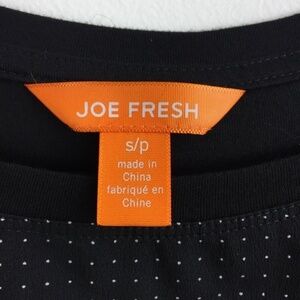 JOE FRESH
s/p
made in
China
fabriqué en
Chine